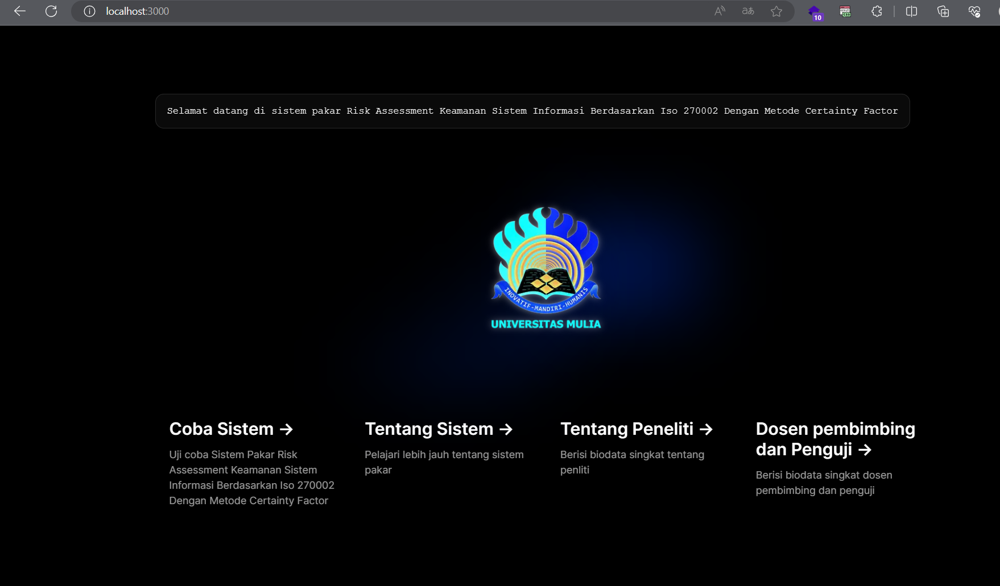 localhost:3000
10
Selamat datang di sistem pakar Risk Assessment Keamanan Sistem Informasi Berdasarkan Iso 270002 Dengan Metode Certainty Factor
INOVATIF-MANDIRI-HUMANIS
UNIVERSITAS MULIA
Coba Sistem →
Uji coba Sistem Pakar Risk
Assessment Keamanan Sistem
Informasi Berdasarkan Iso 270002
Dengan Metode Certainty Factor
Tentang Sistem →
Pelajari lebih jauh tentang sistem
pakar
Tentang Peneliti →
Berisi biodata singkat tentang
penliti
Dosen pembimbing
dan Penguji →
Berisi biodata singkat dosen
pembimbing dan penguji